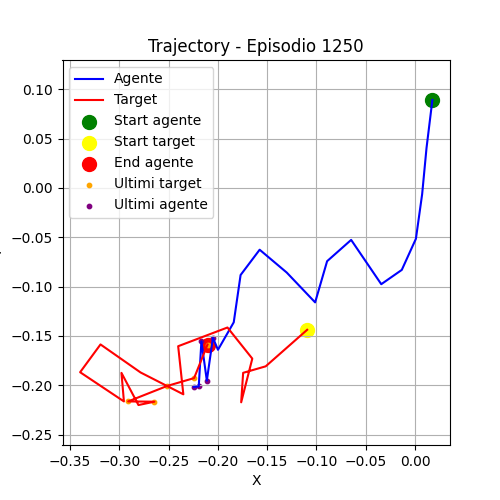 Trajectory - Episodio 1250
Agente
Target
Start agente
Start target
End agente
Ultimi target
Ultimi agente
0.10
0.05
0.00
−0.05
−0.10
−0.15
−0.20
−0.25
−0.35 −0.30 −0.25 −0.20 −0.15 −0.10 −0.05 0.00
X